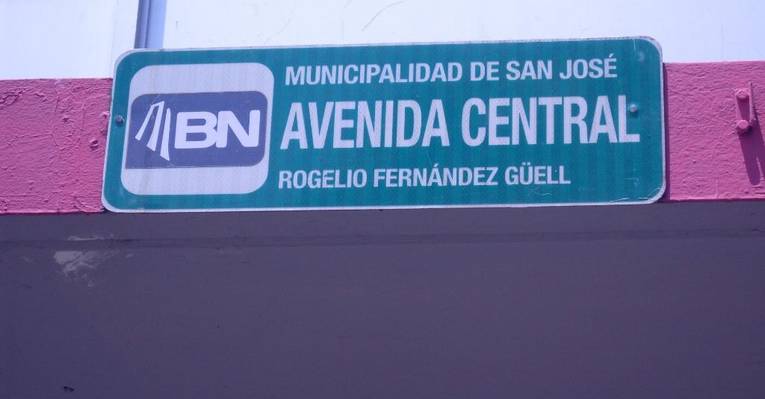 BN
MUNICIPALIDAD DE SAN JOSÉ
AVENIDA CENTRAL
ROGELIO FERNÁNDEZ GÜELL